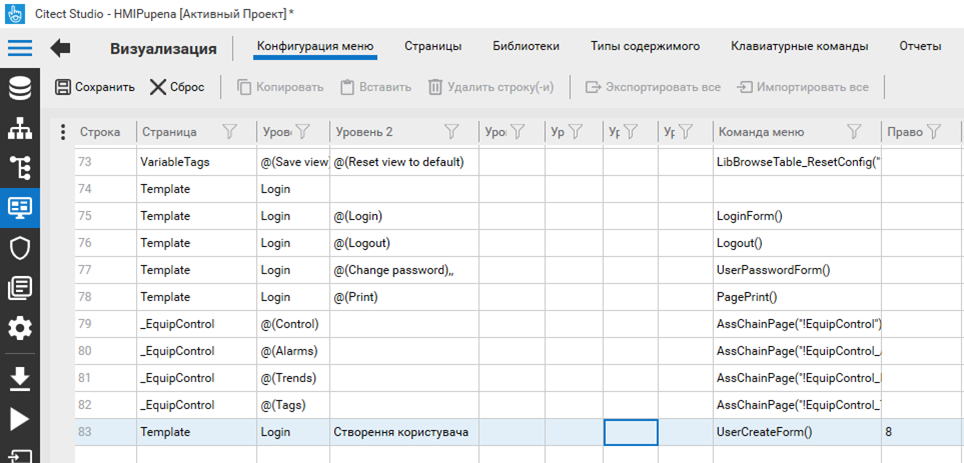 Citect Studio - HMIPupena [Активный Проект] *
Визуализация Конфигурация меню Страницы Библиотеки Типы содержимого Клавиатурные команды Отчеты
Сохранить Сброс Копировать Вставить Удалить строку(-и) Экспортировать все Импортировать все
Строка Страница Урове Уровень 2 Уро Ур Ур Ур Команда меню Право
73 VariableTags @(Save view) @(Reset view to default) LibBrowseTable_ResetConfig("
74 Template Login
75 Template Login @(Login) LoginForm()
76 Template Login @(Logout) Logout()
77 Template Login @(Change password),, UserPasswordForm()
78 Template Login @(Print) PagePrint()
79 _EquipControl @(Control) AssChainPage("!EquipControl")
80 _EquipControl @(Alarms) AssChainPage("!EquipControl_
81 _EquipControl @(Trends) AssChainPage("!EquipControl_
82 _EquipControl @(Tags) AssChainPage("!EquipControl_
83 Template Login Створення користувача UserCreateForm() 8